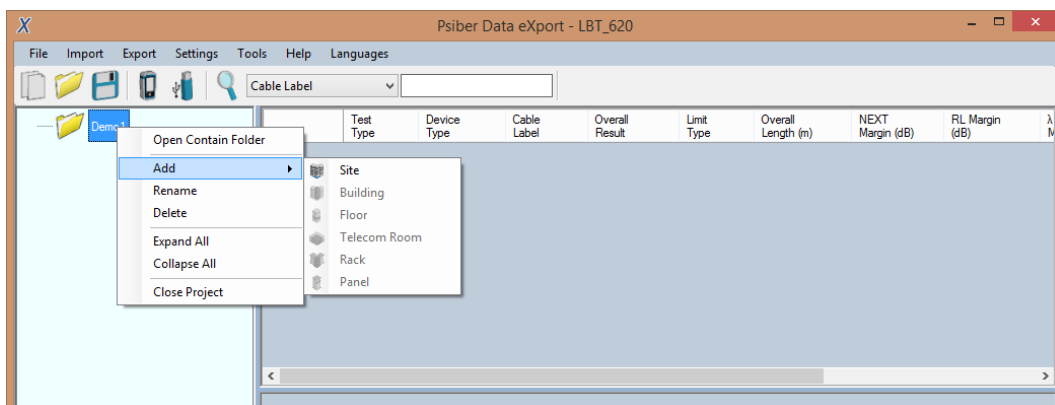 X
Psiber Data eXport - LBT_620
File Import Export Settings Tools Help Languages
Cable Label
Test Type Device Type Cable Label Overall Result Limit Type Overall Length (m) NEXT Margin (dB) RL Margin (dB)
Demo1
Open Contain Folder
Add
Rename
Delete
Expand All
Collapse All
Close Project
Site
Building
Floor
Telecom Room
Rack
Panel